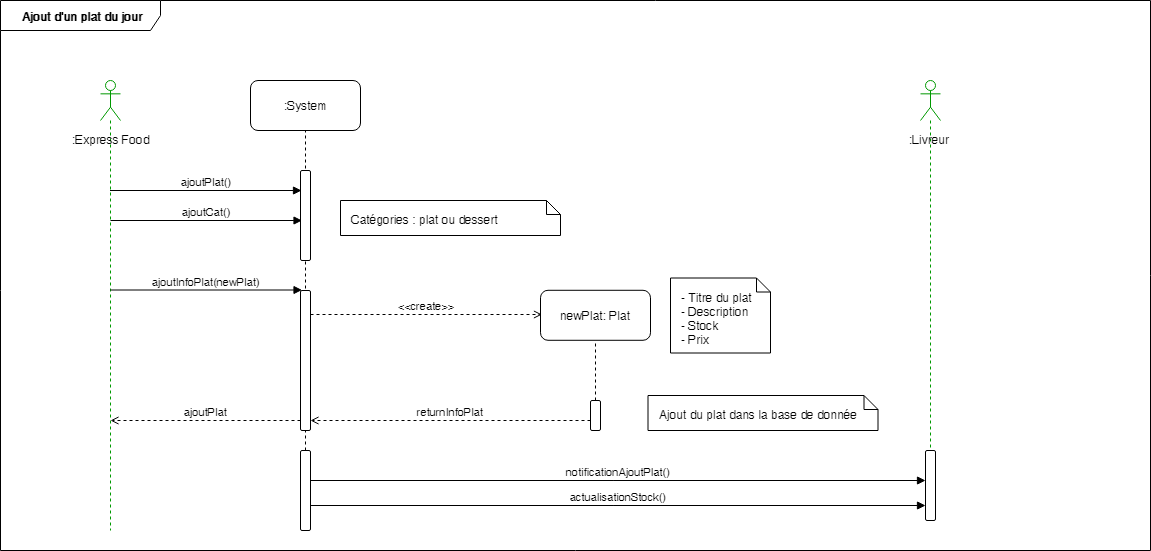 Ajout d'un plat du jour
:System
:Express Food
:Livreur
ajoutPlat()
ajoutCat()
Catégories : plat ou dessert
ajoutInfoPlat(newPlat)
<<create>>
newPlat: Plat
- Titre du plat
- Description
- Stock
- Prix
ajoutPlat
returnInfoPlat
Ajout du plat dans la base de donnée
notificationAjoutPlat()
actualisationStock()